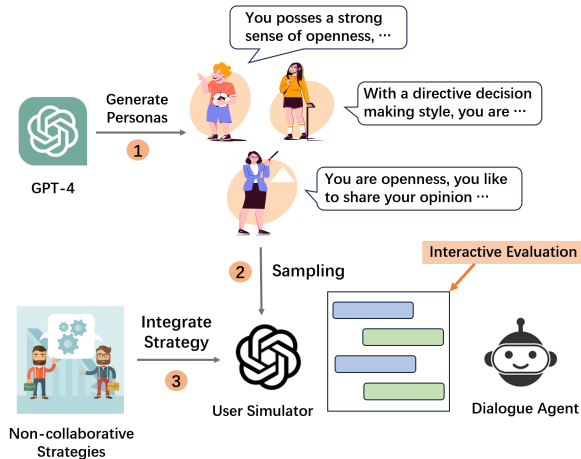 You posses a strong
sense of openness, ⋯
Generate
Personas
1
With a directive decision
making style, you are ⋯
GPT-4
You are openness, you like
to share your opinion ⋯
Interactive Evaluation
2
Sampling
Integrate
Strategy
3
User Simulator
Dialogue Agent
Non-collaborative
Strategies